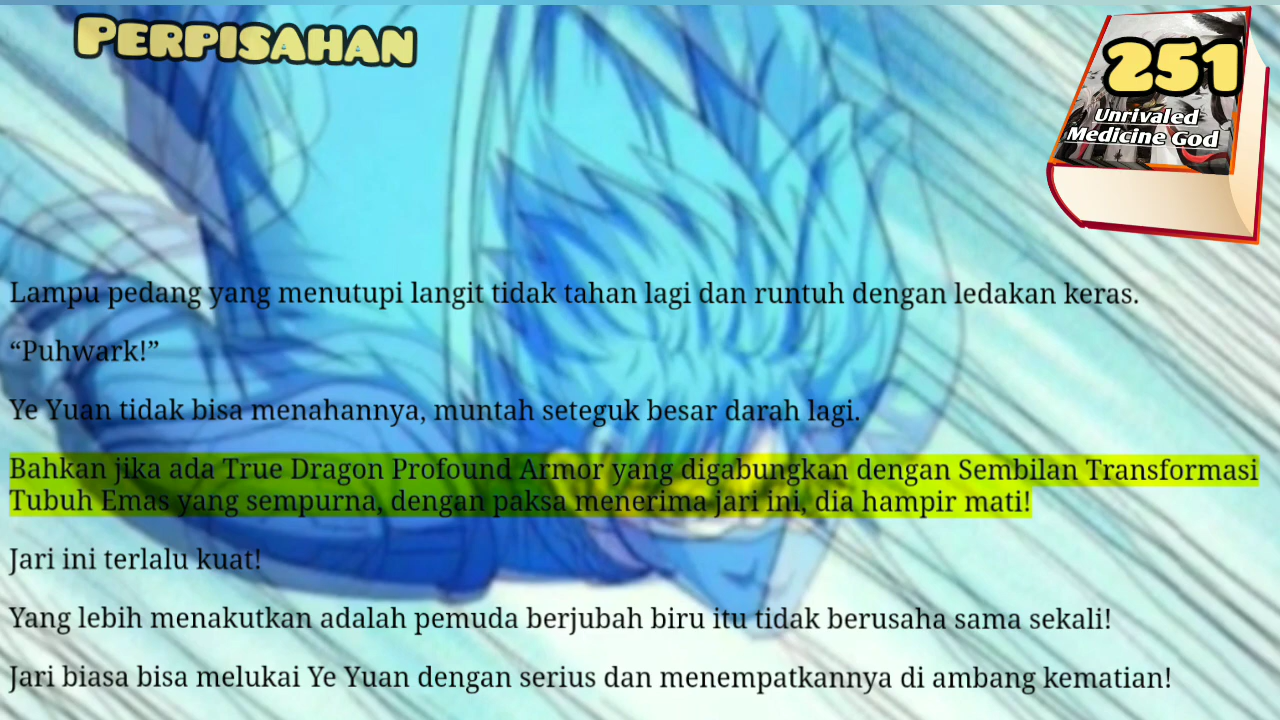 Perpisahan
251
Unrivaled
Medicine God
Lampu pedang yang menutupi langit tidak tahan lagi dan runtuh dengan ledakan keras.
“Puhwark!”
Ye Yuan tidak bisa menahannya, muntah seteguk besar darah lagi.
Bahkan jika ada True Dragon Profound Armor yang digabungkan dengan Sembilan Transformasi
Tubuh Emas yang sempurna, dengan paksa menerima jari ini, dia hampir mati!
Jari ini terlalu kuat!
Yang lebih menakutkan adalah pemuda berjubah biru itu tidak berusaha sama sekali!
Jari biasa bisa melukai Ye Yuan dengan serius dan menempatkannya di ambang kematian!